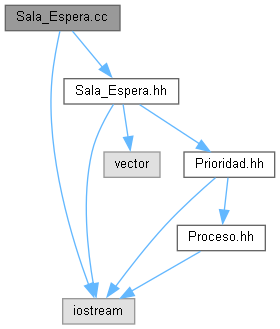 Sala_Espera.cc
Sala_Espera.hh
vector
Prioridad.hh
Proceso.hh
iostream